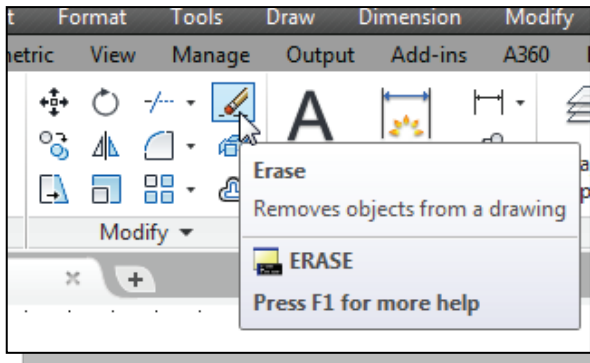 Format Tools Draw Dimension Modify
View Manage Output Add-ins A360
A
Erase
Removes objects from a drawing
Modify
ERASE
Press F1 for more help